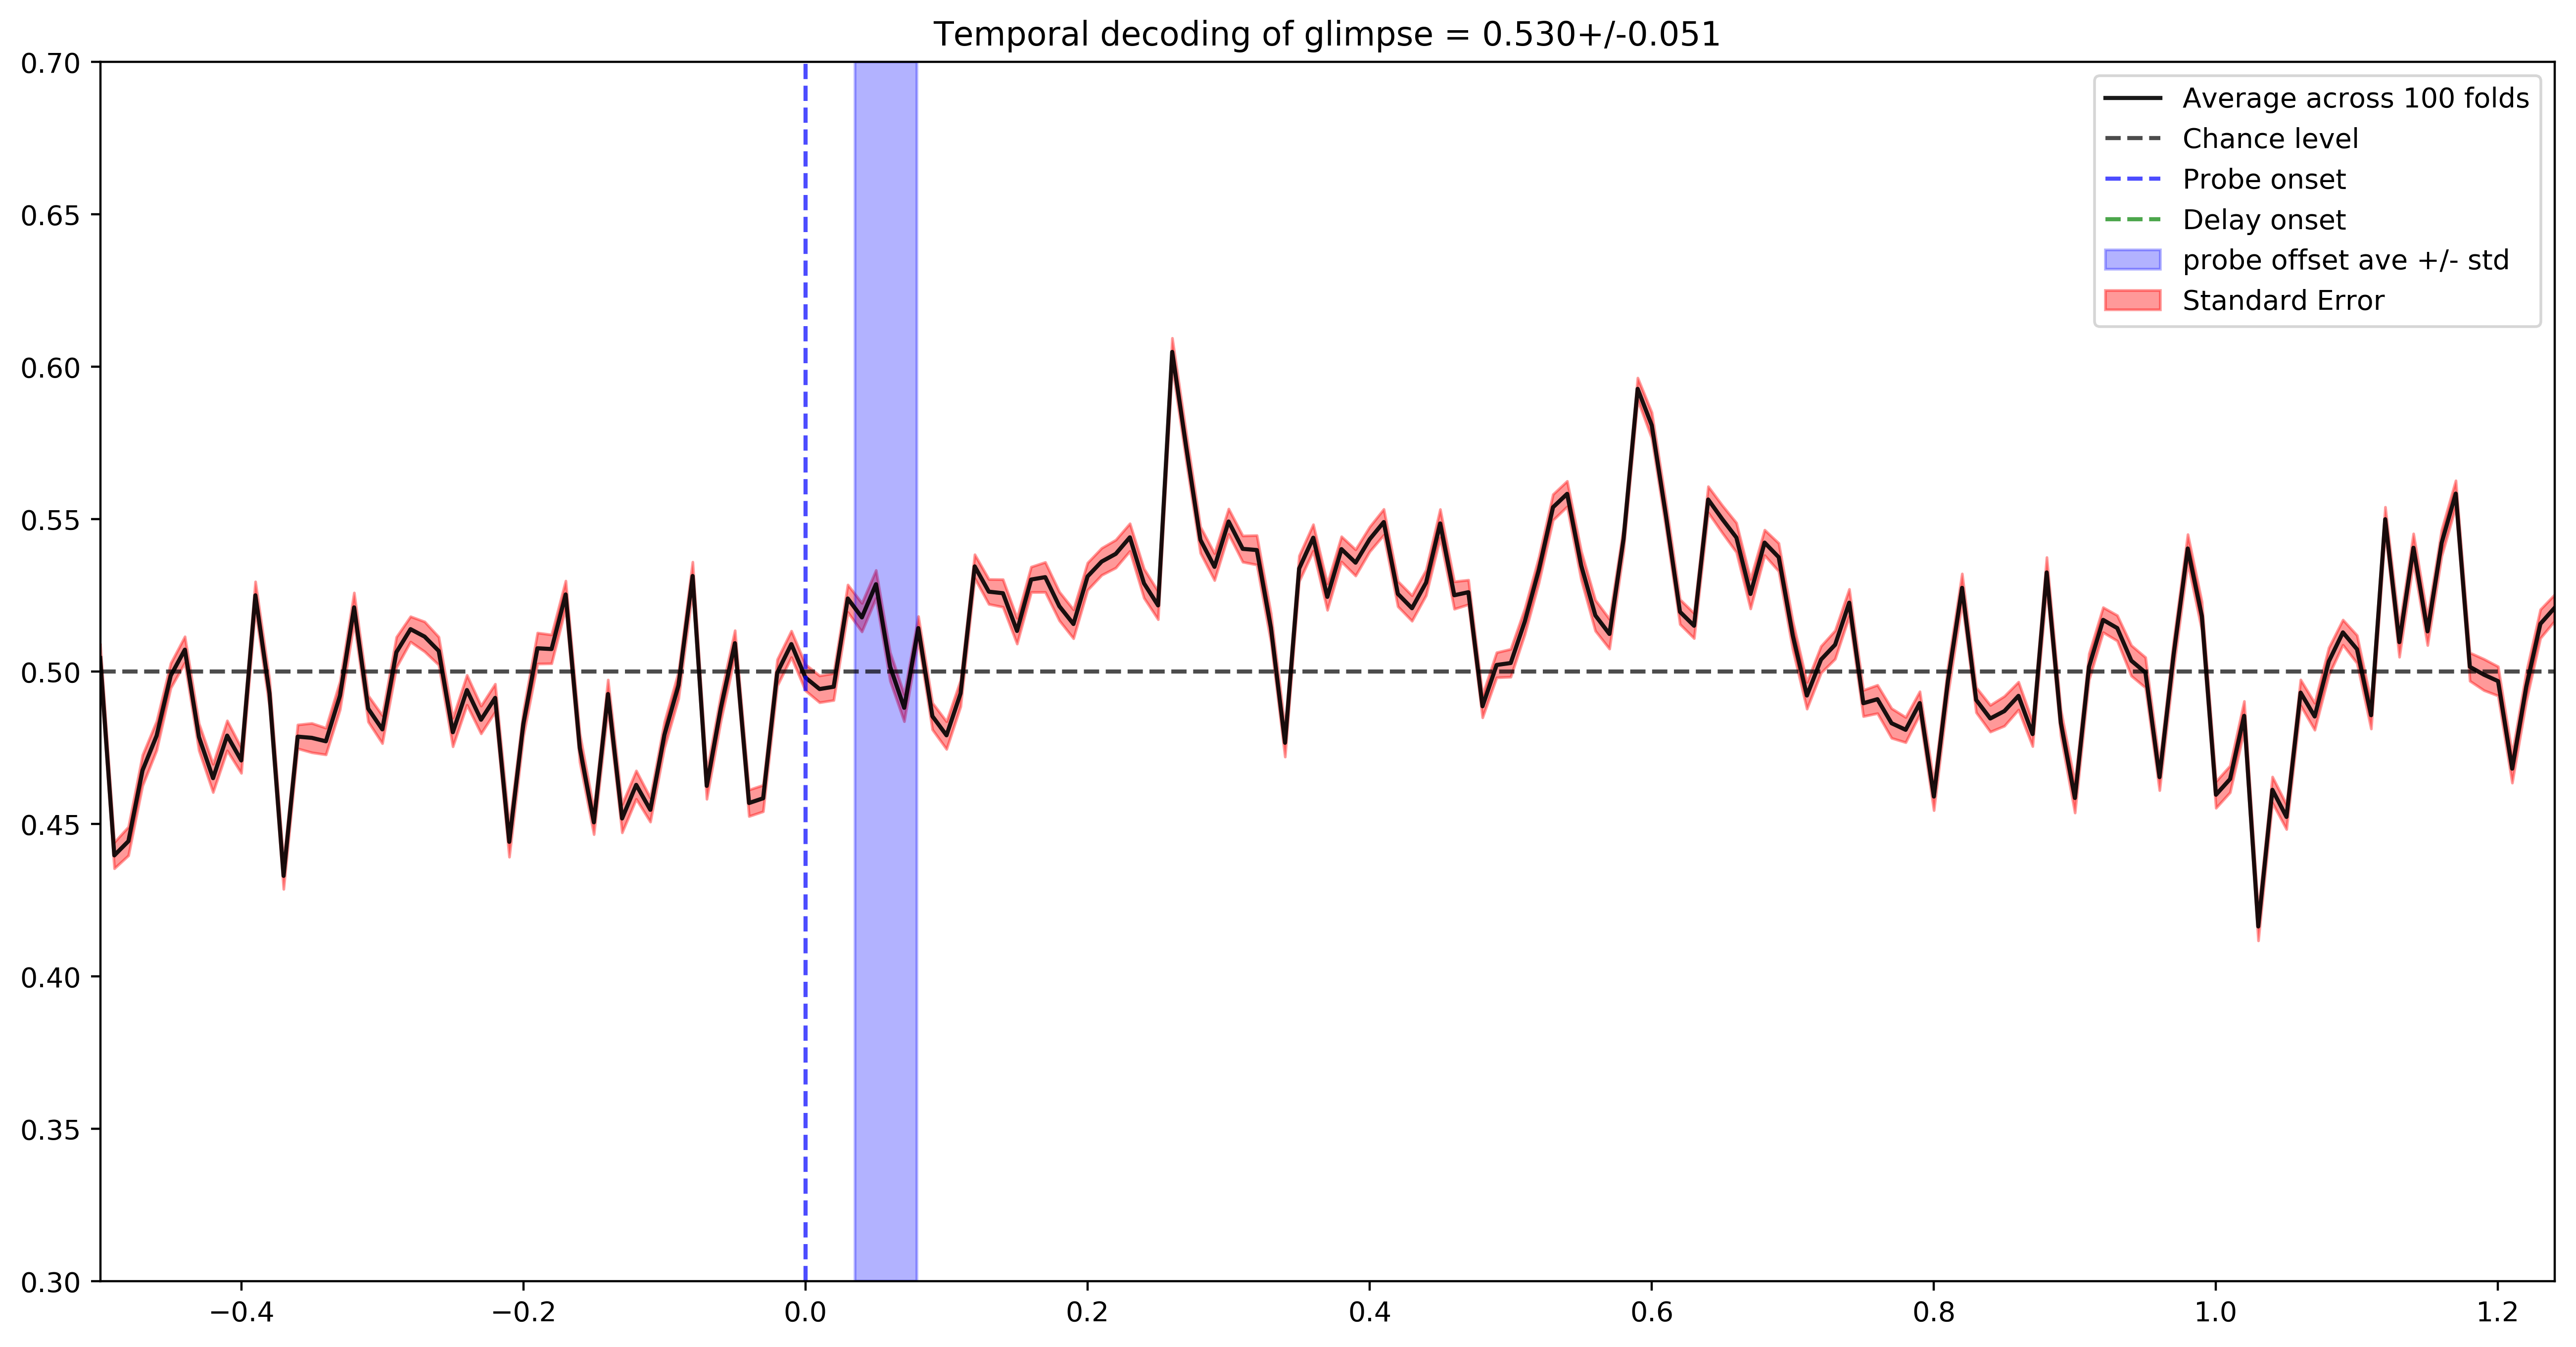 Temporal decoding of glimpse = 0.530+/-0.051
0.70
0.65
0.60
0.55
0.50
0.45
0.40
0.35
0.30
Average across 100 folds
Chance level
Probe onset
Delay onset
probe offset ave +/- std
Standard Error
−0.4 −0.2 0.0 0.2 0.4 0.6 0.8 1.0 1.2